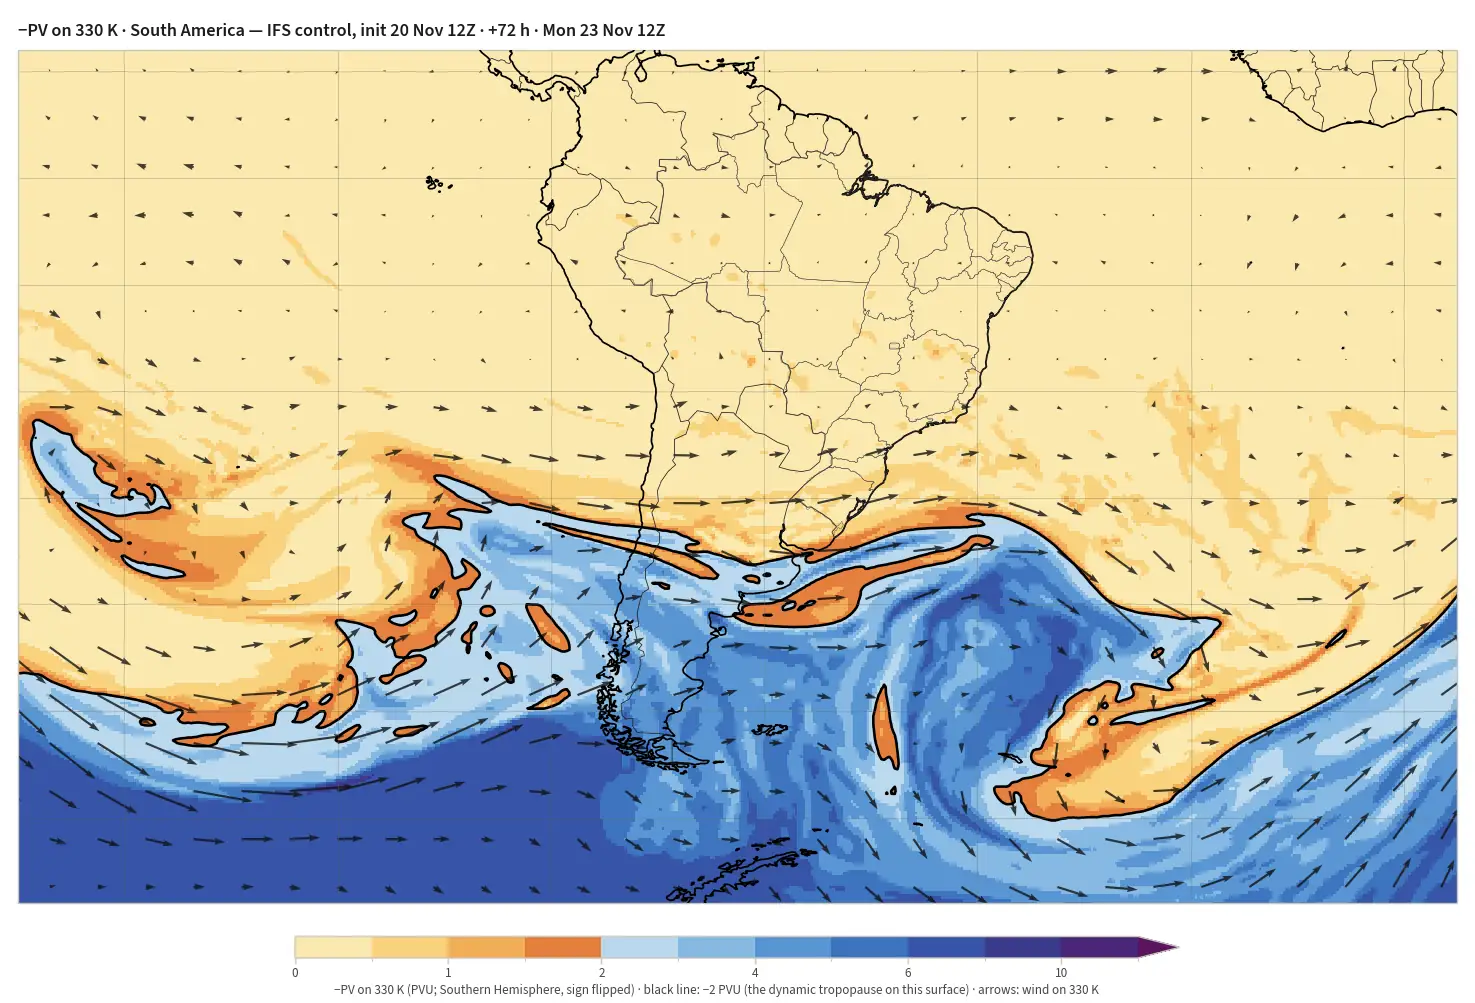 −PV on 330 K · South America — IFS control, init 20 Nov 12Z · +72 h · Mon 23 Nov 12Z
0 1 2 4 6 10
−PV on 330 K (PVU; Southern Hemisphere, sign flipped) · black line: −2 PVU (the dynamic tropopause on this surface) · arrows: wind on 330 K